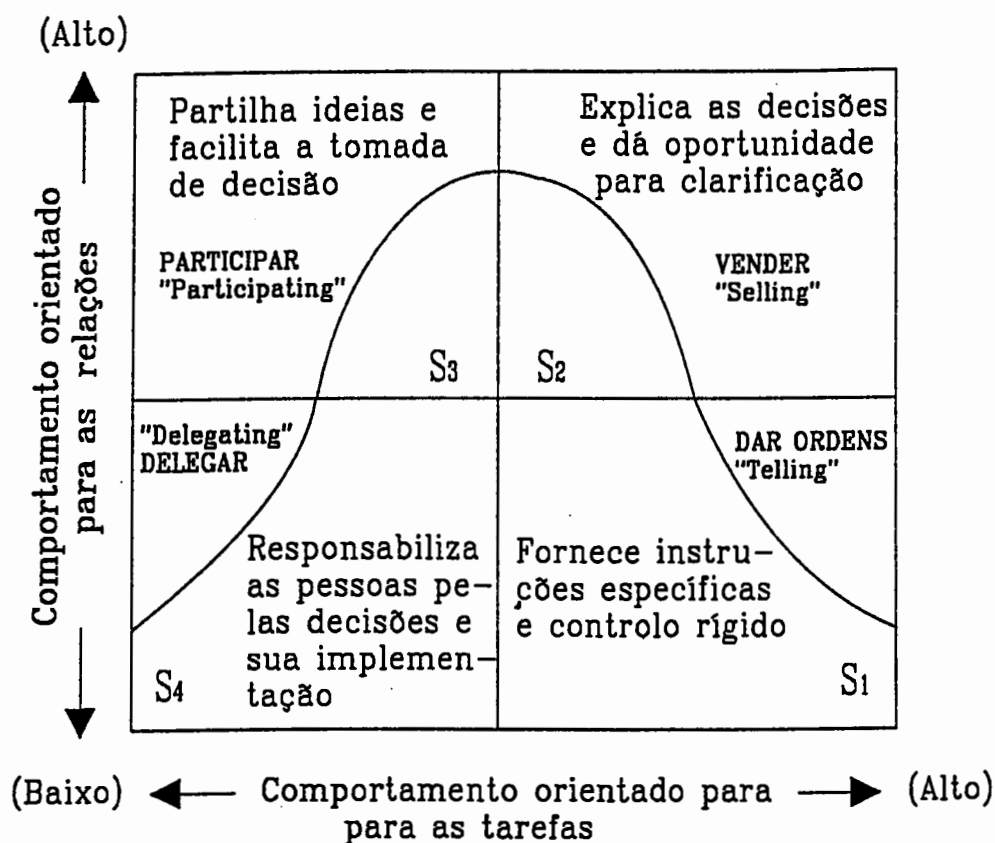 (Alto)
Comportamento orientado
para as relações
Partilha ideias e
facilita a tomada
de decisão
PARTICIPAR
"Participating"
S3
Explica as decisões
e dá oportunidade
para clarificação
VENDER
"Selling"
S2
"Delegating"
DELEGAR
Responsabiliza
as pessoas pe-
las decisões e
sua implemen-
tação
S4
DAR ORDENS
"Telling"
Fornece instru-
ções específicas
e controlo rígido
S1
(Baixo)
Comportamento orientado para
para as tarefas
(Alto)